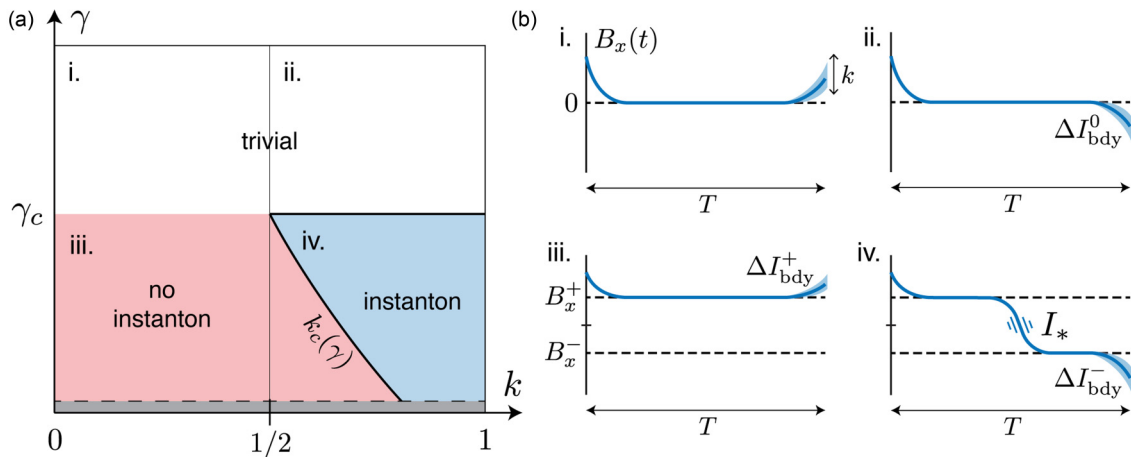 (a)
γ
i.
ii.
trivial
γ_c
iii.
iv.
no
instanton
instanton
k_c(γ)
k
0
1/2
1
(b)
i.
B_x(t)
k
0
T
ii.
ΔI^0_bdy
T
iii.
ΔI^+_bdy
B^+_x
B^-_x
T
iv.
I_*
ΔI^-_bdy
T